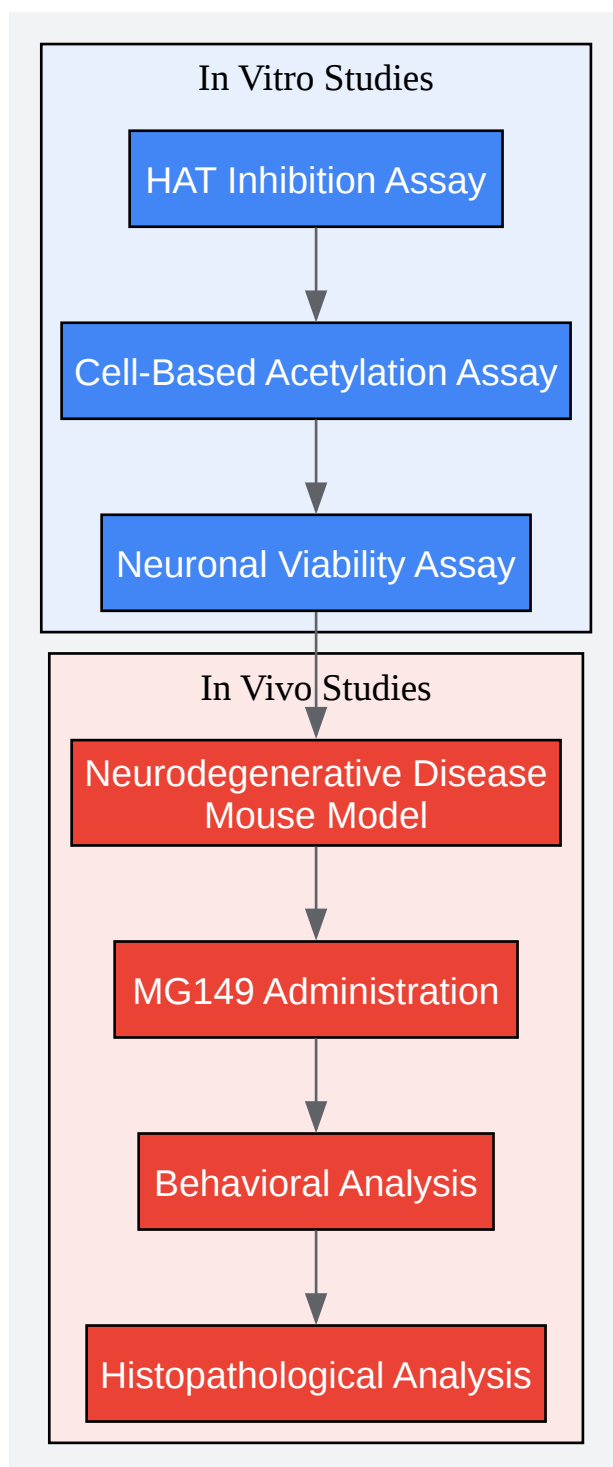 In Vitro Studies
HAT Inhibition Assay
Cell-Based Acetylation Assay
Neuronal Viability Assay
In Vivo Studies
Neurodegenerative Disease
Mouse Model
MG149 Administration
Behavioral Analysis
Histopathological Analysis